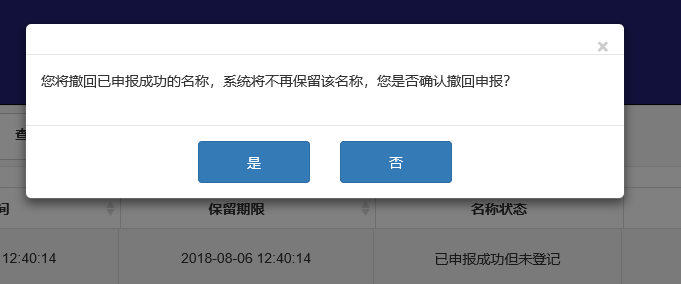 ×
您将撤回已申报成功的名称，系统将不再保留该名称，您是否确认撤回申报?
查
是 否
间 保留期限 名称状态
12:40:14 2018-08-06 12:40:14 已申报成功但未登记